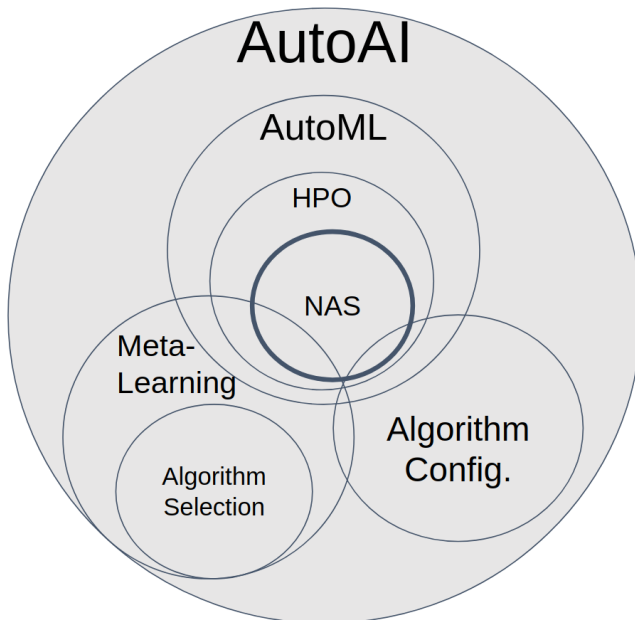 AutoAI
AutoML
HPO
NAS
Meta-
Learning
Algorithm
Selection
Algorithm
Config.